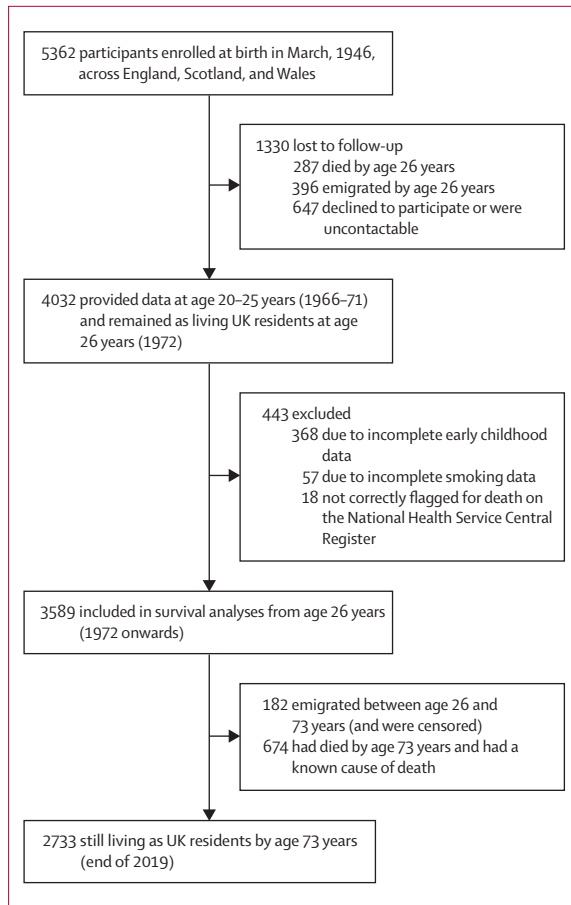 5362 participants enrolled at birth in March, 1946,
across England, Scotland, and Wales
1330 lost to follow-up
287 died by age 26 years
396 emigrated by age 26 years
647 declined to participate or were
uncontactable
4032 provided data at age 20–25 years (1966–71)
and remained as living UK residents at age
26 years (1972)
443 excluded
368 due to incomplete early childhood
data
57 due to incomplete smoking data
18 not correctly flagged for death on
the National Health Service Central
Register
3589 included in survival analyses from age 26 years
(1972 onwards)
182 emigrated between age 26 and
73 years (and were censored)
674 had died by age 73 years and had a
known cause of death
2733 still living as UK residents by age 73 years
(end of 2019)